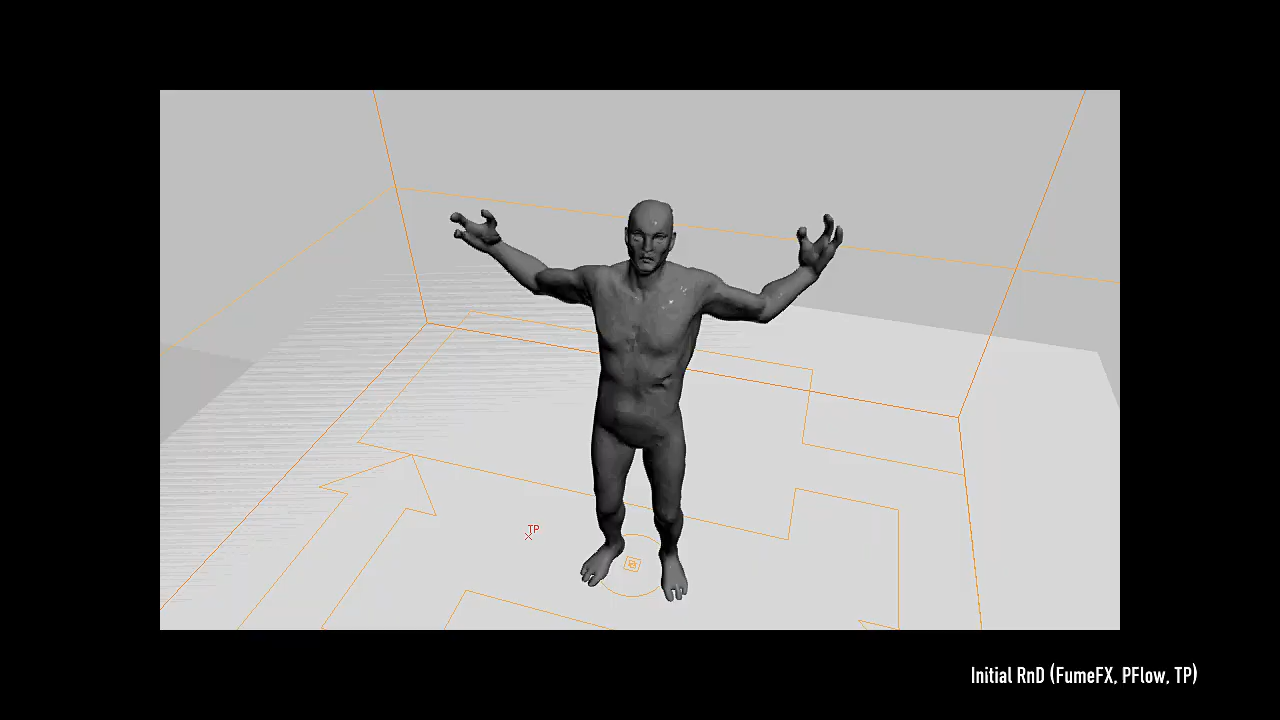 TP
Initial RnD (FumeFX, PFlow, TP)